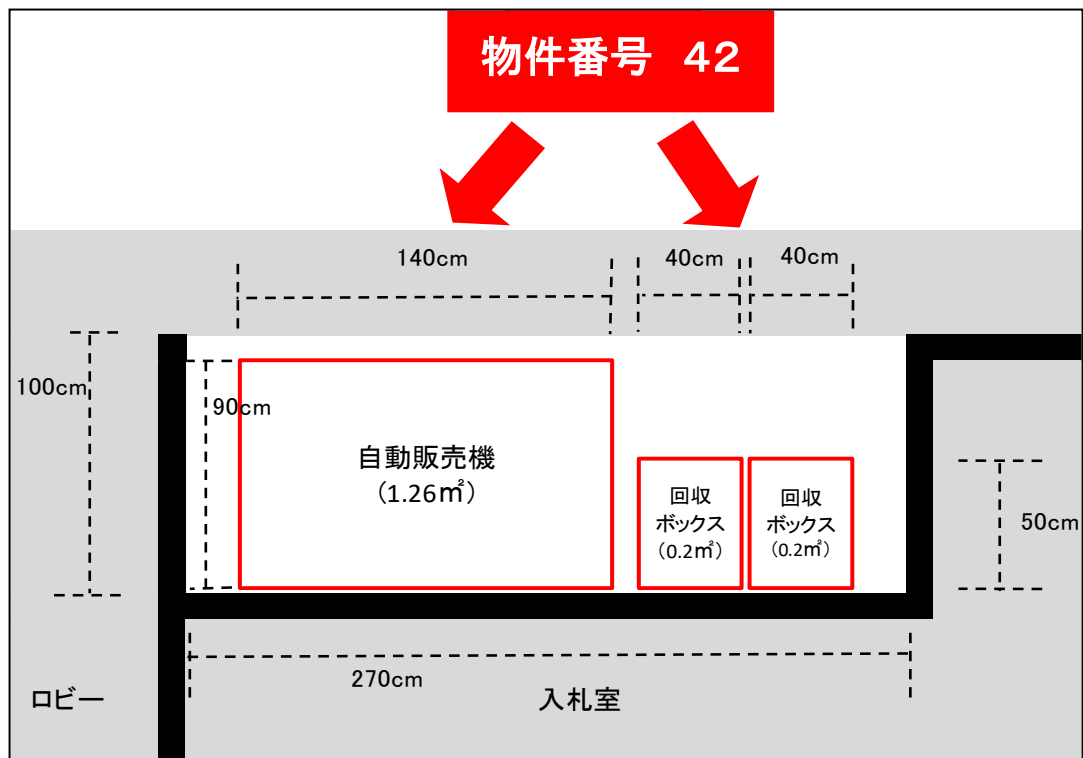 物件番号　４２
140cm
40cm
40cm
100cm
90cm
自動販売機
（1.26㎡）
回収
ボックス
（0.2㎡）
回収
ボックス
（0.2㎡）
50cm
270cm
ロビー
入札室